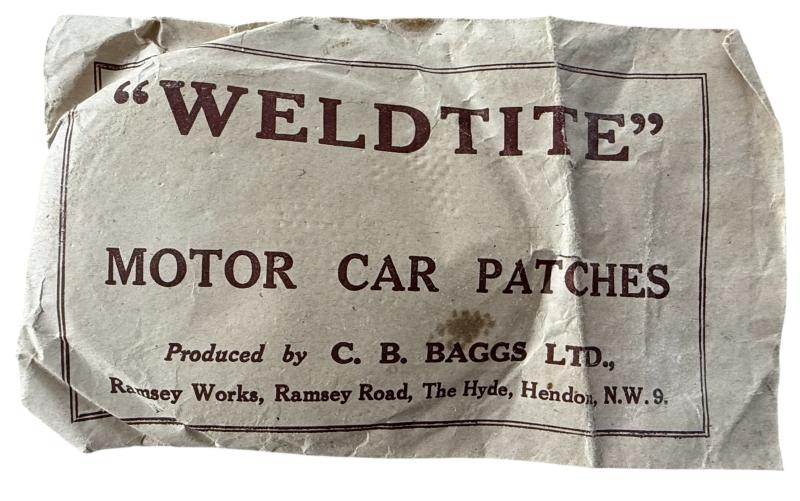 “WELDTITE”
MOTOR CAR PATCHES
Produced by C. B. BAGGS LTD.,
Ramsey Works, Ramsey Road, The Hyde, Hendon, N.W.9.